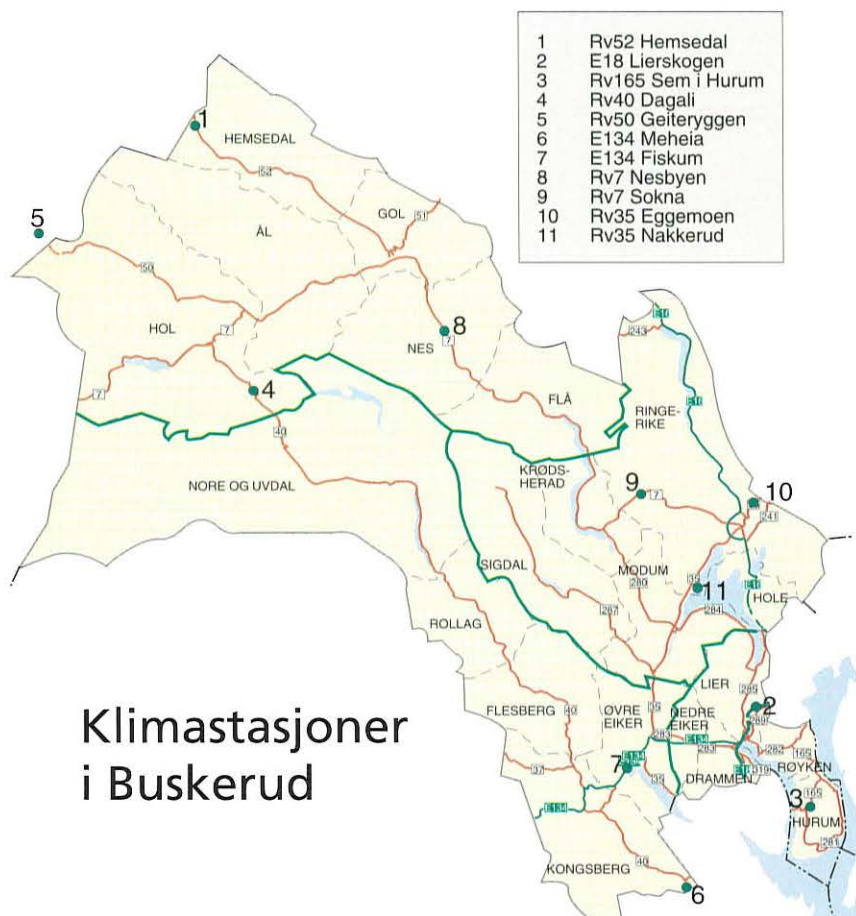 1 Rv52 Hemsedal
2 E18 Lierskogen
3 Rv165 Sem i Hurum
4 Rv40 Dagali
5 Rv50 Geiteryggen
6 E134 Meheia
7 E134 Fiskum
8 Rv7 Nesbyen
9 Rv7 Sokna
10 Rv35 Eggemoen
11 Rv35 Nakkerud
1
HEMSEDAL
52
GOL
51
5
ÅL
50
HOL
7
8
7
NES
E16
243
7
4
40
FLÅ
E16
RINGE-
RIKE
NORE OG UVDAL
KRØDS-
HERAD
9
7
10
241
SIGDAL
MODUM
280
35
11
E16
HOLE
287
284
ROLLAG
LIER
FLESBERG
40
ØVRE
EIKER
35
NEDRE
EIKER
285
2
289
Klimastasjoner
i Buskerud
283
E134
283
282
165
E134
7
37
35
DRAMMEN
319
RØYKEN
E134
3
165
HURUM
281
KONGSBERG
40
6